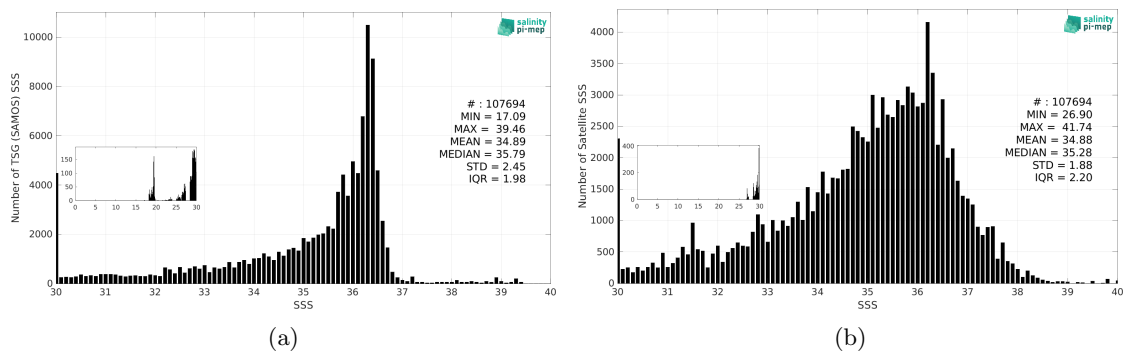 salinity
pi-mep
Number of TSG (SAMOS) SSS
10000
8000
6000
4000
2000
0
# : 107694
MIN = 17.09
MAX = 39.46
MEAN = 34.89
MEDIAN = 35.79
STD = 2.45
IQR = 1.98
150
100
50
0
0 5 10 15 20 25 30
30 31 32 33 34 35 36 37 38 39 40
SSS
(a)
salinity
pi-mep
Number of Satellite SSS
4000
3500
3000
2500
2000
1500
1000
500
0
# : 107694
MIN = 26.90
MAX = 41.74
MEAN = 34.88
MEDIAN = 35.28
STD = 1.88
IQR = 2.20
400
200
0
0 5 10 15 20 25 30
30 31 32 33 34 35 36 37 38 39 40
SSS
(b)